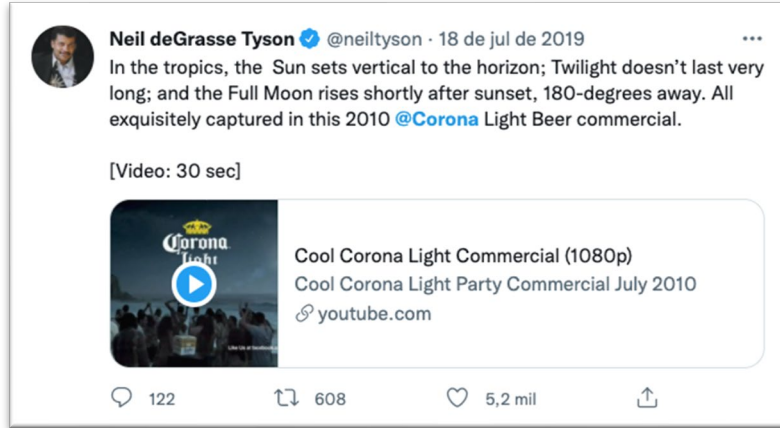 Neil deGrasse Tyson @neiltyson · 18 de jul de 2019
In the tropics, the Sun sets vertical to the horizon; Twilight doesn’t last very
long; and the Full Moon rises shortly after sunset, 180-degrees away. All
exquisitely captured in this 2010 @Corona Light Beer commercial.
[Video: 30 sec]
Corona
Light
Cool Corona Light Commercial (1080p)
Cool Corona Light Party Commercial July 2010
youtube.com
122 608 5,2 mil